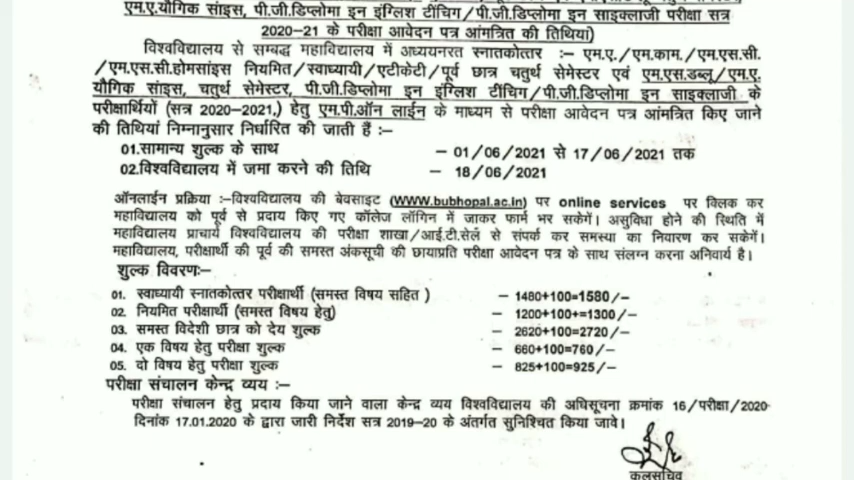 एम.ए.यौगिक साइंस, पी.जी.डिप्लोमा इन इंग्लिश टीचिंग/पी.जी.डिप्लोमा इन साइक्लाजी परीक्षा सत्र
2020-21 के परीक्षा आवेदन पत्र आंमत्रित की तिथियां)
विश्वविद्यालय से सम्बद्ध महाविद्यालय में अध्ययनरत स्नातकोत्तर :– एम.ए./एम.काम./एम.एस.सी.
/एम.एस.सी.होमसांइस नियमित/स्वाध्यायी/एटीकेटी/पूर्व छात्र चतुर्थ सेमेस्टर एवं एम.एस.डब्लू/एम.ए.
यौगिक सांइस, चतुर्थ सेमेस्टर, पी.जी.डिप्लोमा इन इंग्लिश टीचिंग/पी.जी.डिप्लोमा इन साइक्लाजी के
परीक्षार्थियों (सत्र 2020-2021,) हेतु एम.पी.ऑन लाईन के माध्यम से परीक्षा आवेदन पत्र आंमत्रित किए जाने
की तिथियां निम्नानुसार निर्धारित की जाती हैं :–
01.सामान्य शुल्क के साथ – 01/06/2021 से 17/06/2021 तक
02.विश्वविद्यालय में जमा करने की तिथि – 18/06/2021
ऑनलाईन प्रक्रिया :–विश्वविद्यालय की बेवसाइट (WWW.bubhopal.ac.in) पर online services पर क्लिक कर
महाविद्यालय को पूर्व से प्रदाय किए गए कॉलेज लॉगिन में जाकर फार्म भर सकेगें। असुविधा होने की स्थिति में
महाविद्यालय प्राचार्य विश्वविद्यालय की परीक्षा शाखा/आई.टी.सेल से संपर्क कर समस्या का निवारण कर सकेगें।
महाविद्यालय, परीक्षार्थी की पूर्व की समस्त अंकसूची की छायाप्रति परीक्षा आवेदन पत्र के साथ संलग्न करना अनिवार्य है।
शुल्क विवरणः–
01. स्वाध्यायी स्नातकोत्तर परीक्षार्थी (समस्त विषय सहित ) – 1480+100=1580/–
02. नियमित परीक्षार्थी (समस्त विषय हेतु) – 1200+100+=1300/–
03. समस्त विदेशी छात्र को देय शुल्क – 2620+100=2720/–
04. एक विषय हेतु परीक्षा शुल्क – 660+100=760/–
05. दो विषय हेतु परीक्षा शुल्क – 825+100=925/–
परीक्षा संचालन केन्द्र व्यय :–
परीक्षा संचालन हेतु प्रदाय किया जाने वाला केन्द्र व्यय विश्वविद्यालय की अधिसूचना क्रमांक 16/परीक्षा/2020
दिनांक 17.01.2020 के द्वारा जारी निर्देश सत्र 2019-20 के अंतर्गत सुनिश्चित किया जावे।
कुलसचिव